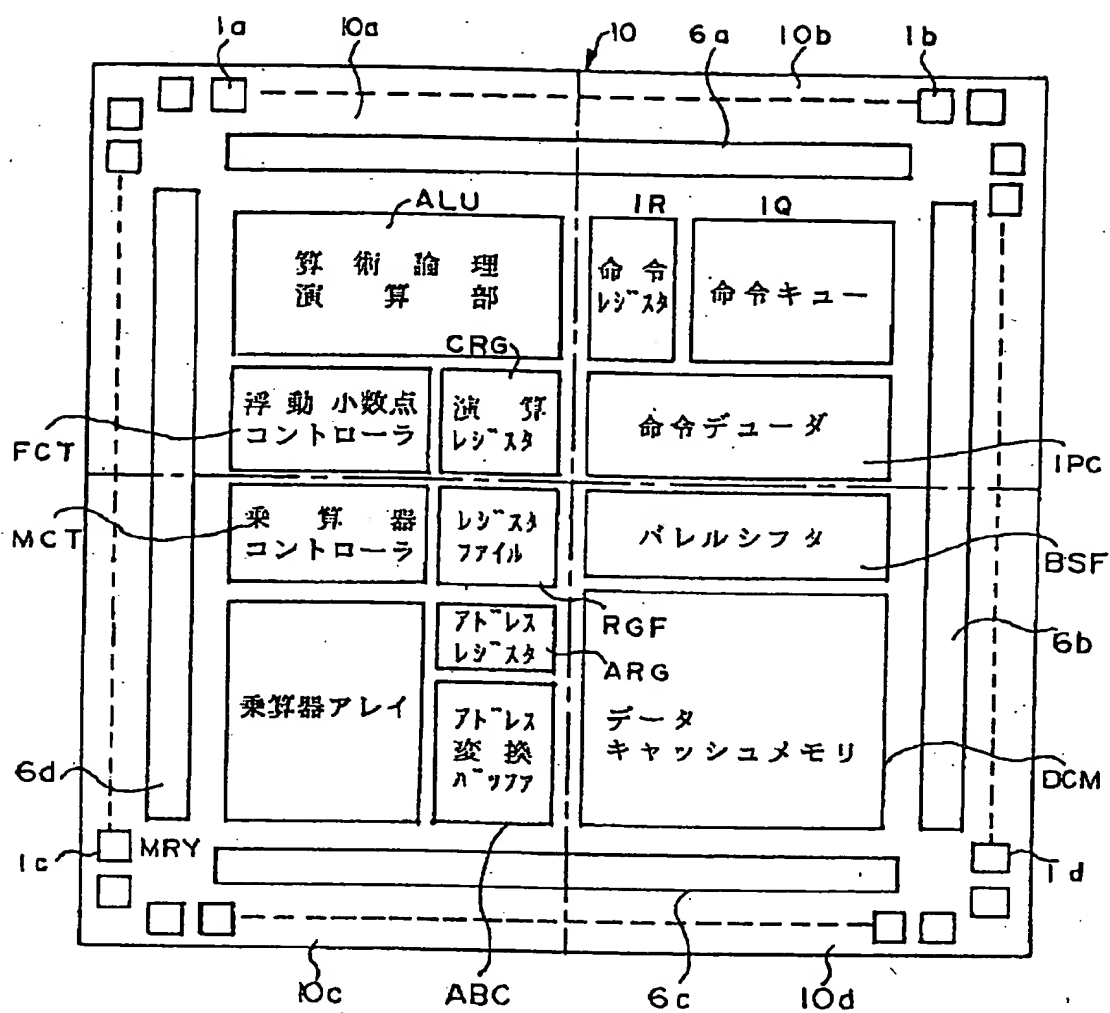 1a
10a
10
6a
10b
1b
ALU
IR
IQ
算術論理
演算部
命令
レジスタ
命令キュー
CRG
浮動小数点
コントローラ
演算
レジスタ
命令デューダ
FCT
IPC
MCT
乗算器
コントローラ
レジスタ
ファイル
バレルシフタ
BSF
アドレス
レジスタ
RGF
ARG
6b
乗算器アレイ
アドレス
変換
バッファ
データ
キャッシュメモリ
DCM
6d
1c
MRY
1d
10c
ABC
6c
10d